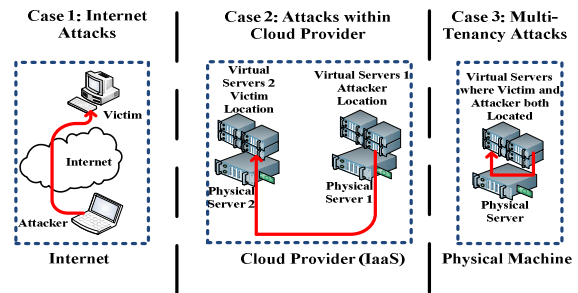 Case 1: Internet
Attacks
Victim
Internet
Attacker
Internet
Case 2: Attacks within
Cloud Provider
Virtual
Servers 2
Victim
Location
Virtual Servers 1
Attacker
Location
Physical
Server 2
Physical
Server 1
Cloud Provider (IaaS)
Case 3: Multi-
Tenancy Attacks
Virtual Servers
where Victim and
Attacker both
Located
Physical
Server
Physical Machine